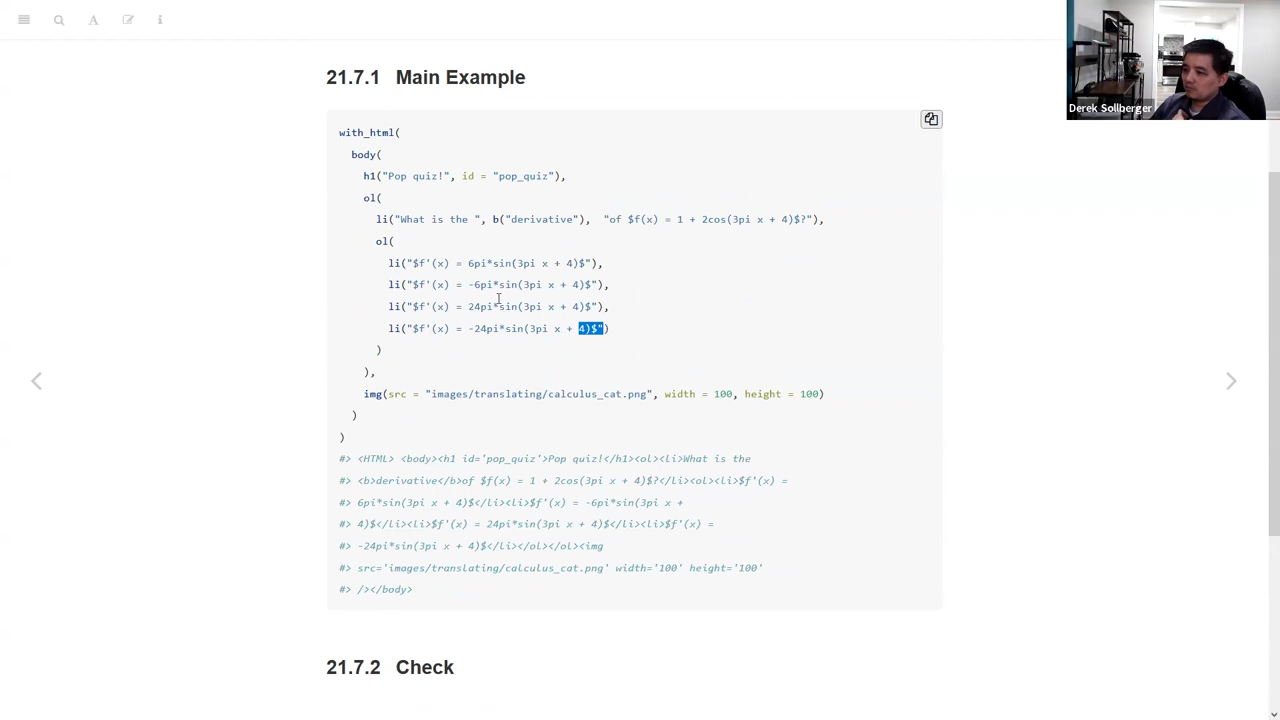 Derek Sollberger
21.7.1 Main Example
with_html(
body(
h1("Pop quiz!", id = "pop_quiz"),
ol(
li("What is the ", b("derivative"), "of $f(x) = 1 + 2cos(3pi x + 4)$?"),
ol(
li("$f'(x) = 6pi*sin(3pi x + 4)$"),
li("$f'(x) = -6pi*sin(3pi x + 4)$"),
li("$f'(x) = 24pi*sin(3pi x + 4)$"),
li("$f'(x) = -24pi*sin(3pi x + 4)$")
)
),
img(src = "images/translating/calculus_cat.png", width = 100, height = 100)
)
)
#> <HTML> <body><h1 id='pop_quiz'>Pop quiz!</h1><ol><li>What is the
#> <b>derivative</b>of $f(x) = 1 + 2cos(3pi x + 4)$?</li><ol><li>$f'(x) =
#> 6pi*sin(3pi x + 4)$</li><li>$f'(x) = -6pi*sin(3pi x +
#> 4)$</li><li>$f'(x) = 24pi*sin(3pi x + 4)$</li><li>$f'(x) =
#> -24pi*sin(3pi x + 4)$</li></ol></ol><img
#> src='images/translating/calculus_cat.png' width='100' height='100'
#> /></body>
21.7.2 Check